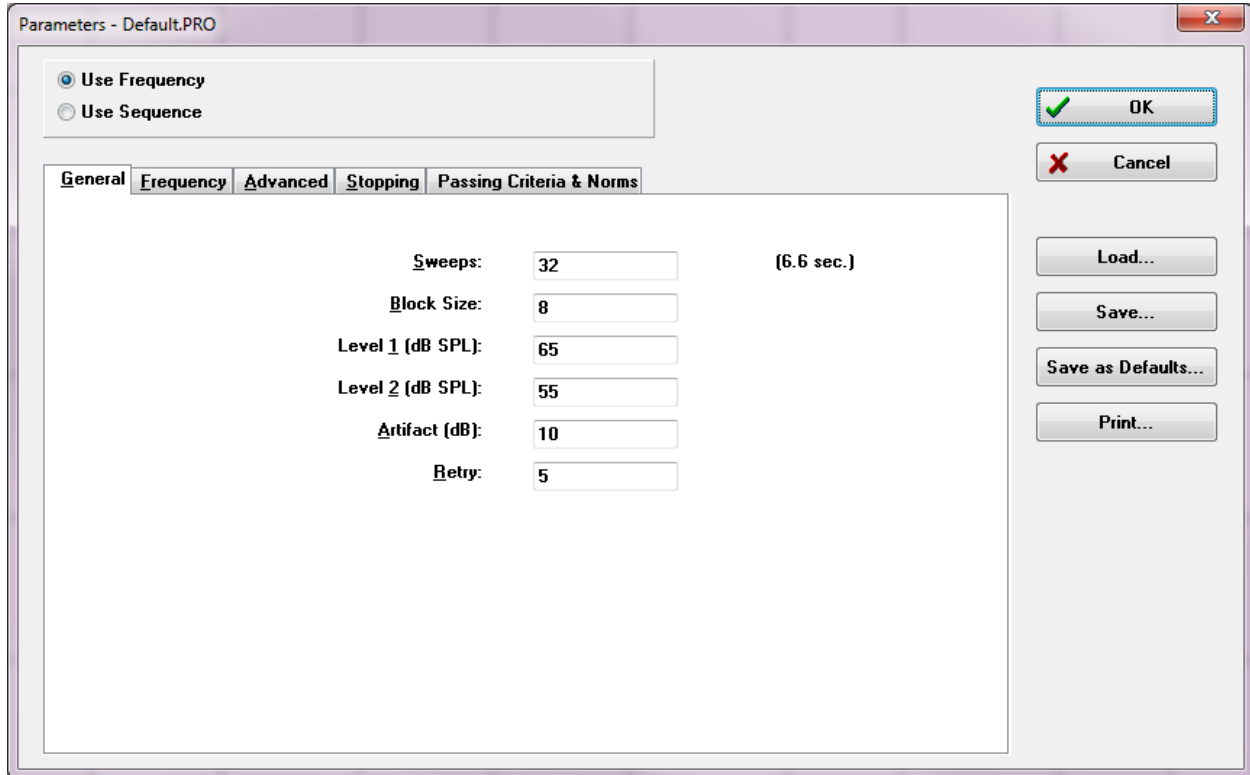 Parameters - Default.PRO
x
Use Frequency
Use Sequence
OK
Cancel
General Frequency Advanced Stopping Passing Criteria & Norms
Sweeps: 32 (6.6 sec.)
Block Size: 8
Level 1 (dB SPL): 65
Level 2 (dB SPL): 55
Artifact (dB): 10
Retry: 5
Load...
Save...
Save as Defaults...
Print...